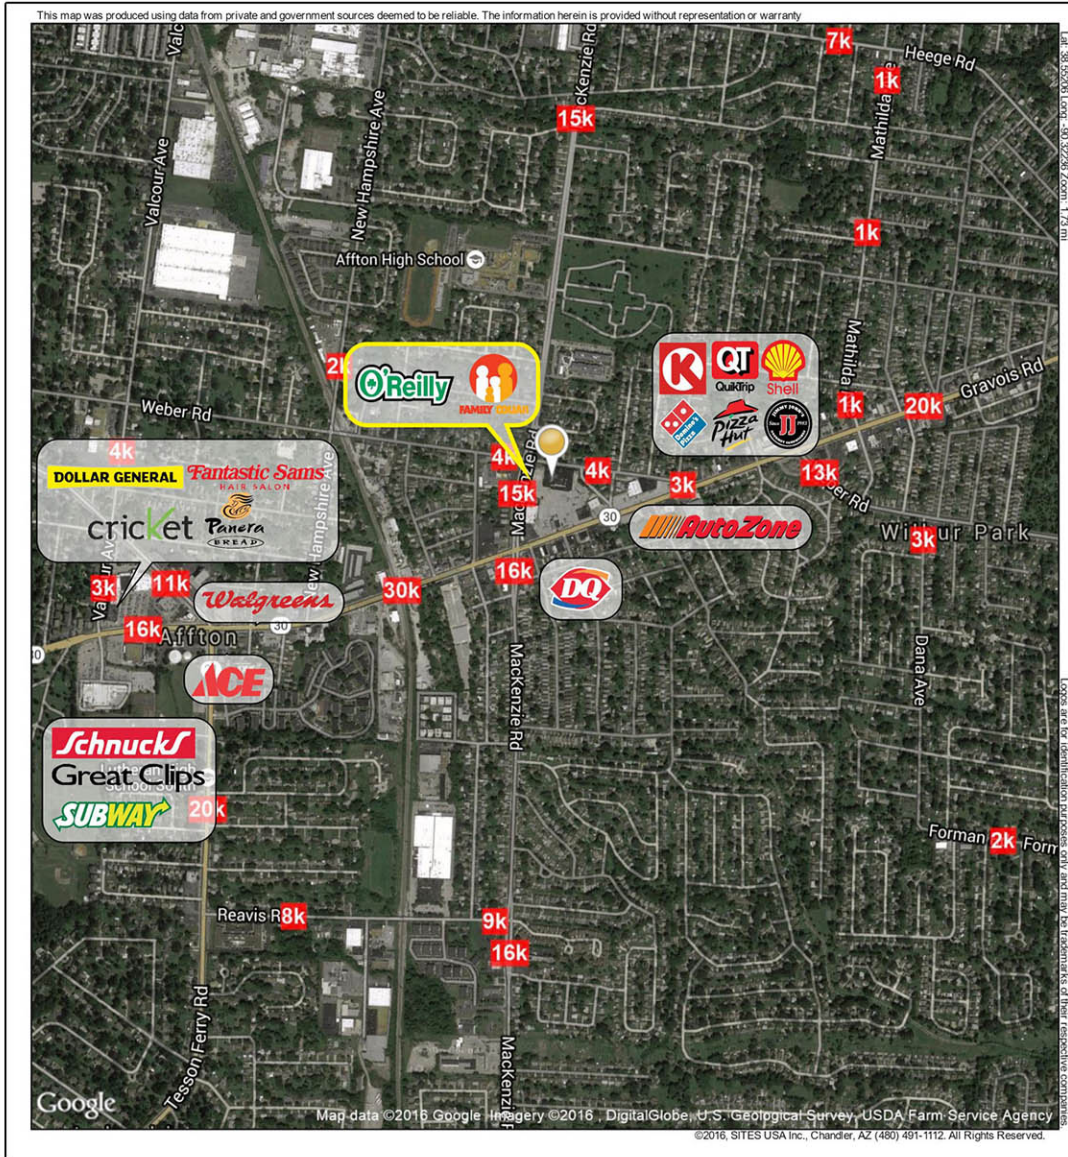 This map was produced using data from private and government sources deemed to be reliable. The information herein is provided without representation or warranty
7k
Heege Rd
1k
Mathilda
15k
Valcour Ave
New Hampshire Ave
1k
Affton High School
Mathilda
2k
O'Reilly
FAMILY DOLLAR
K
QT
QuikTrip
Shell
Domino's Pizza
Pizza Hut
JIMMY JOHN'S
JJ
Gravois Rd
1k
20k
Weber Rd
4k
4k
4k
3k
13k
15k
DOLLAR GENERAL
Fantastic Sams
HAIR SALON
cricket
Panera
BREAD
30
AutoZone
Wilbur Park
3k
16k
DQ
3k
11k
30k
Walgreens
16k
Affton
30
30
ACE
MacKenzie Rd
Dana Ave
Schnucks
Great Clips
School South
SUBWAY
20k
Forman
2k
Form
Reavis R
8k
9k
16k
Tesson Ferry Rd
Google
Map data ©2016 Google Imagery ©2016 , DigitalGlobe, U.S. Geological Survey, USDA Farm Service Agency
©2016, SITES USA Inc., Chandler, AZ (480) 491-1112. All Rights Reserved.
Logos are for identification purposes only and may be trademarks of their respective companies